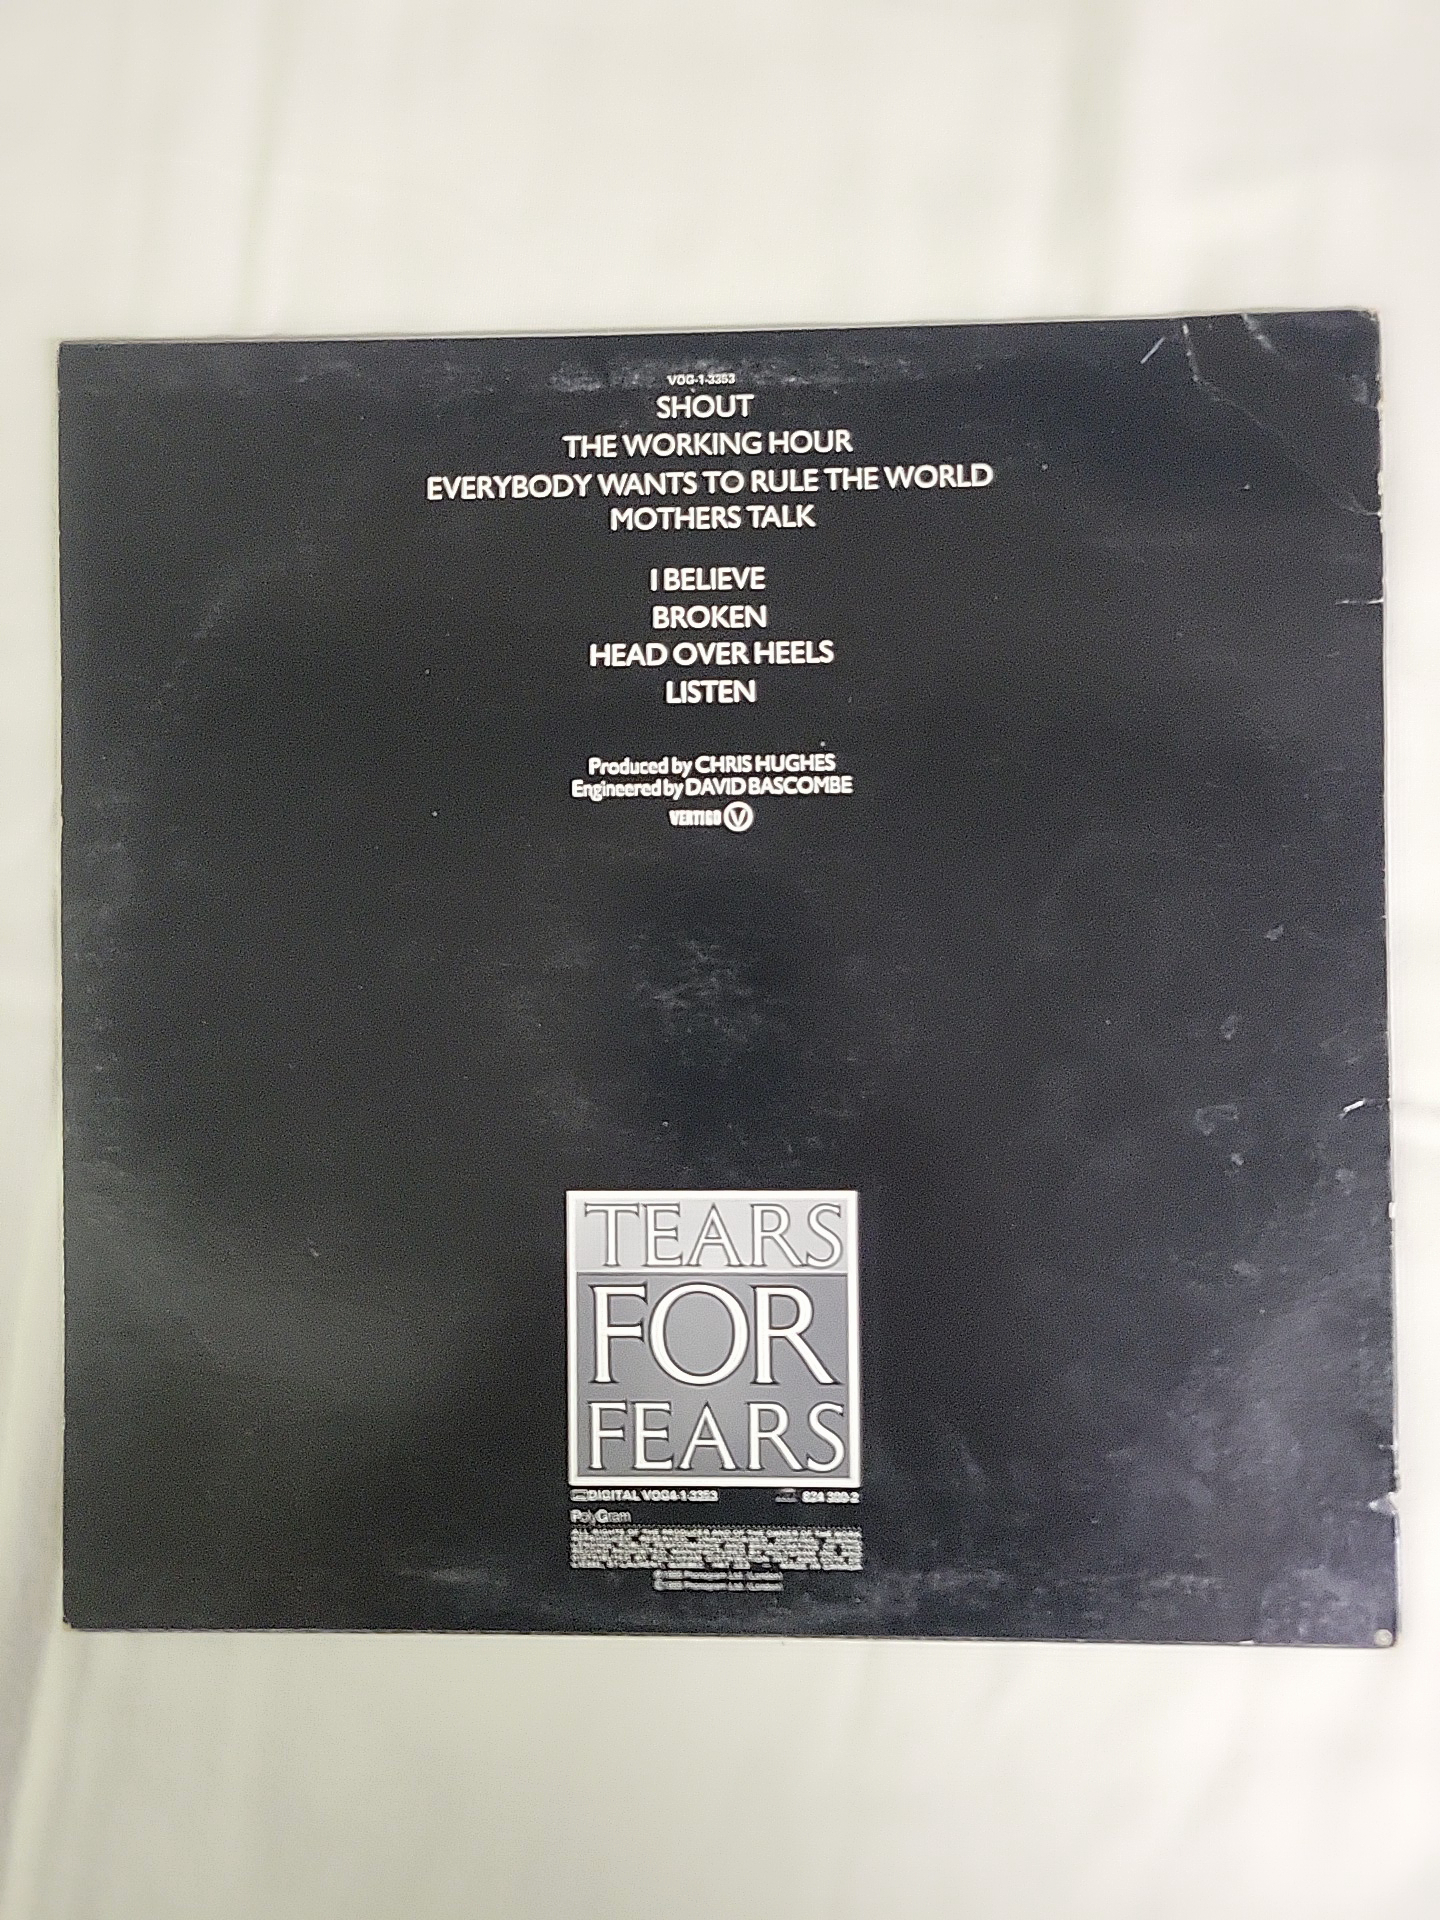 VOG-1-3353
SHOUT
THE WORKING HOUR
EVERYBODY WANTS TO RULE THE WORLD
MOTHERS TALK
I BELIEVE
BROKEN
HEAD OVER HEELS
LISTEN
Produced by CHRIS HUGHES
Engineered by DAVID BASCOMBE
VERTIGO V
TEARS
FOR
FEARS
DIGITAL VOG4-1-3353
PolyGram